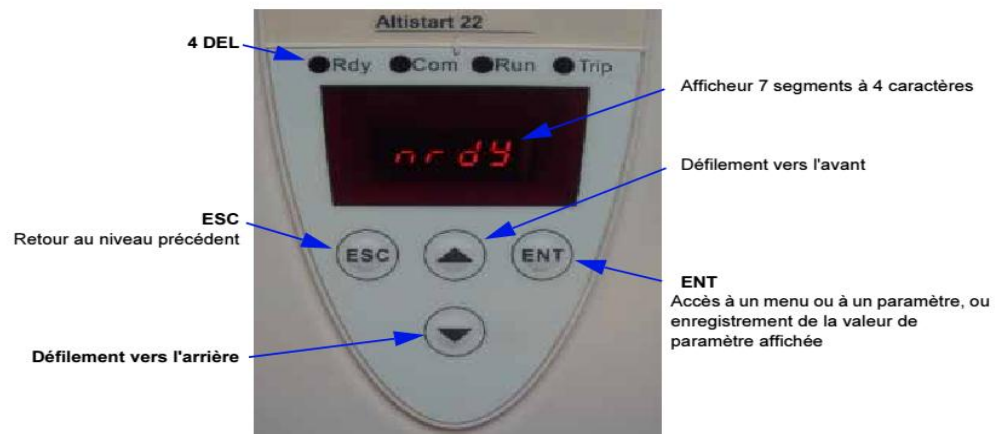 Altistart 22
4 DEL
Rdy Com Run Trip
Afficheur 7 segments à 4 caractères
nrdY
Défilement vers l'avant
ESC
Retour au niveau précédent
ESC
ENT
ENT
Accès à un menu ou à un paramètre, ou
enregistrement de la valeur de
paramètre affichée
Défilement vers l'arrière